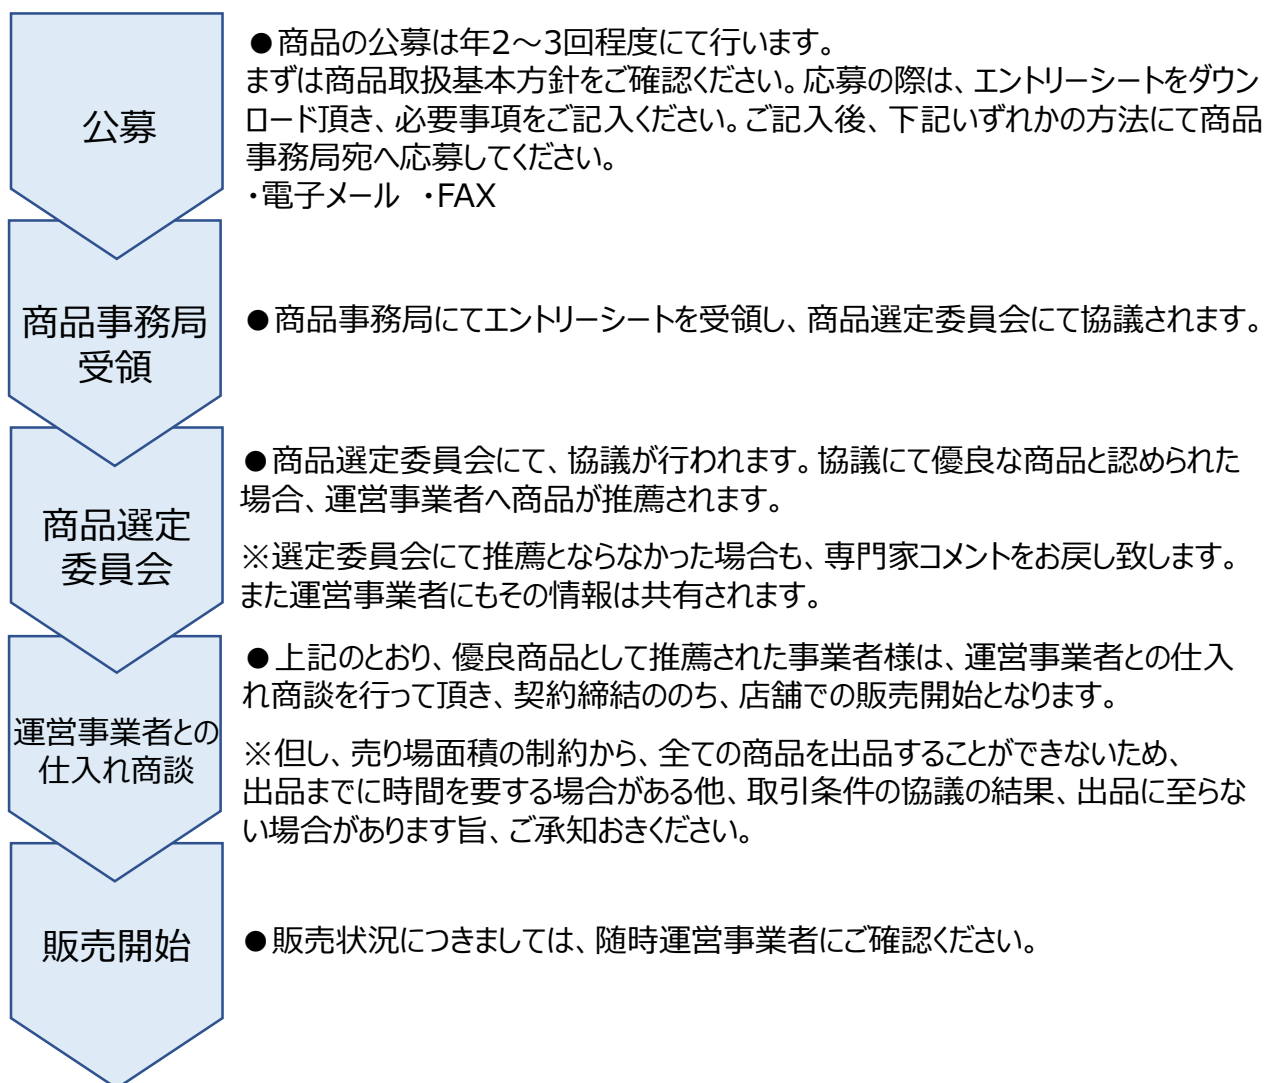 公募
●商品の公募は年2～3回程度にて行います。
まずは商品取扱基本方針をご確認ください。応募の際は、エントリーシートをダウン
ロード頂き、必要事項をご記入ください。ご記入後、下記いずれかの方法にて商品
事務局宛へ応募してください。
・電子メール　・FAX
商品事務局
受領
●商品事務局にてエントリーシートを受領し、商品選定委員会にて協議されます。
商品選定
委員会
●商品選定委員会にて、協議が行われます。協議にて優良な商品と認められた
場合、運営事業者へ商品が推薦されます。
※選定委員会にて推薦とならなかった場合も、専門家コメントをお戻し致します。
また運営事業者にもその情報は共有されます。
運営事業者との
仕入れ商談
●上記のとおり、優良商品として推薦された事業者様は、運営事業者との仕入
れ商談を行って頂き、契約締結ののち、店舗での販売開始となります。
※但し、売り場面積の制約から、全ての商品を出品することができないため、
出品までに時間を要する場合がある他、取引条件の協議の結果、出品に至らな
い場合があります旨、ご承知おきください。
販売開始
●販売状況につきましては、随時運営事業者にご確認ください。